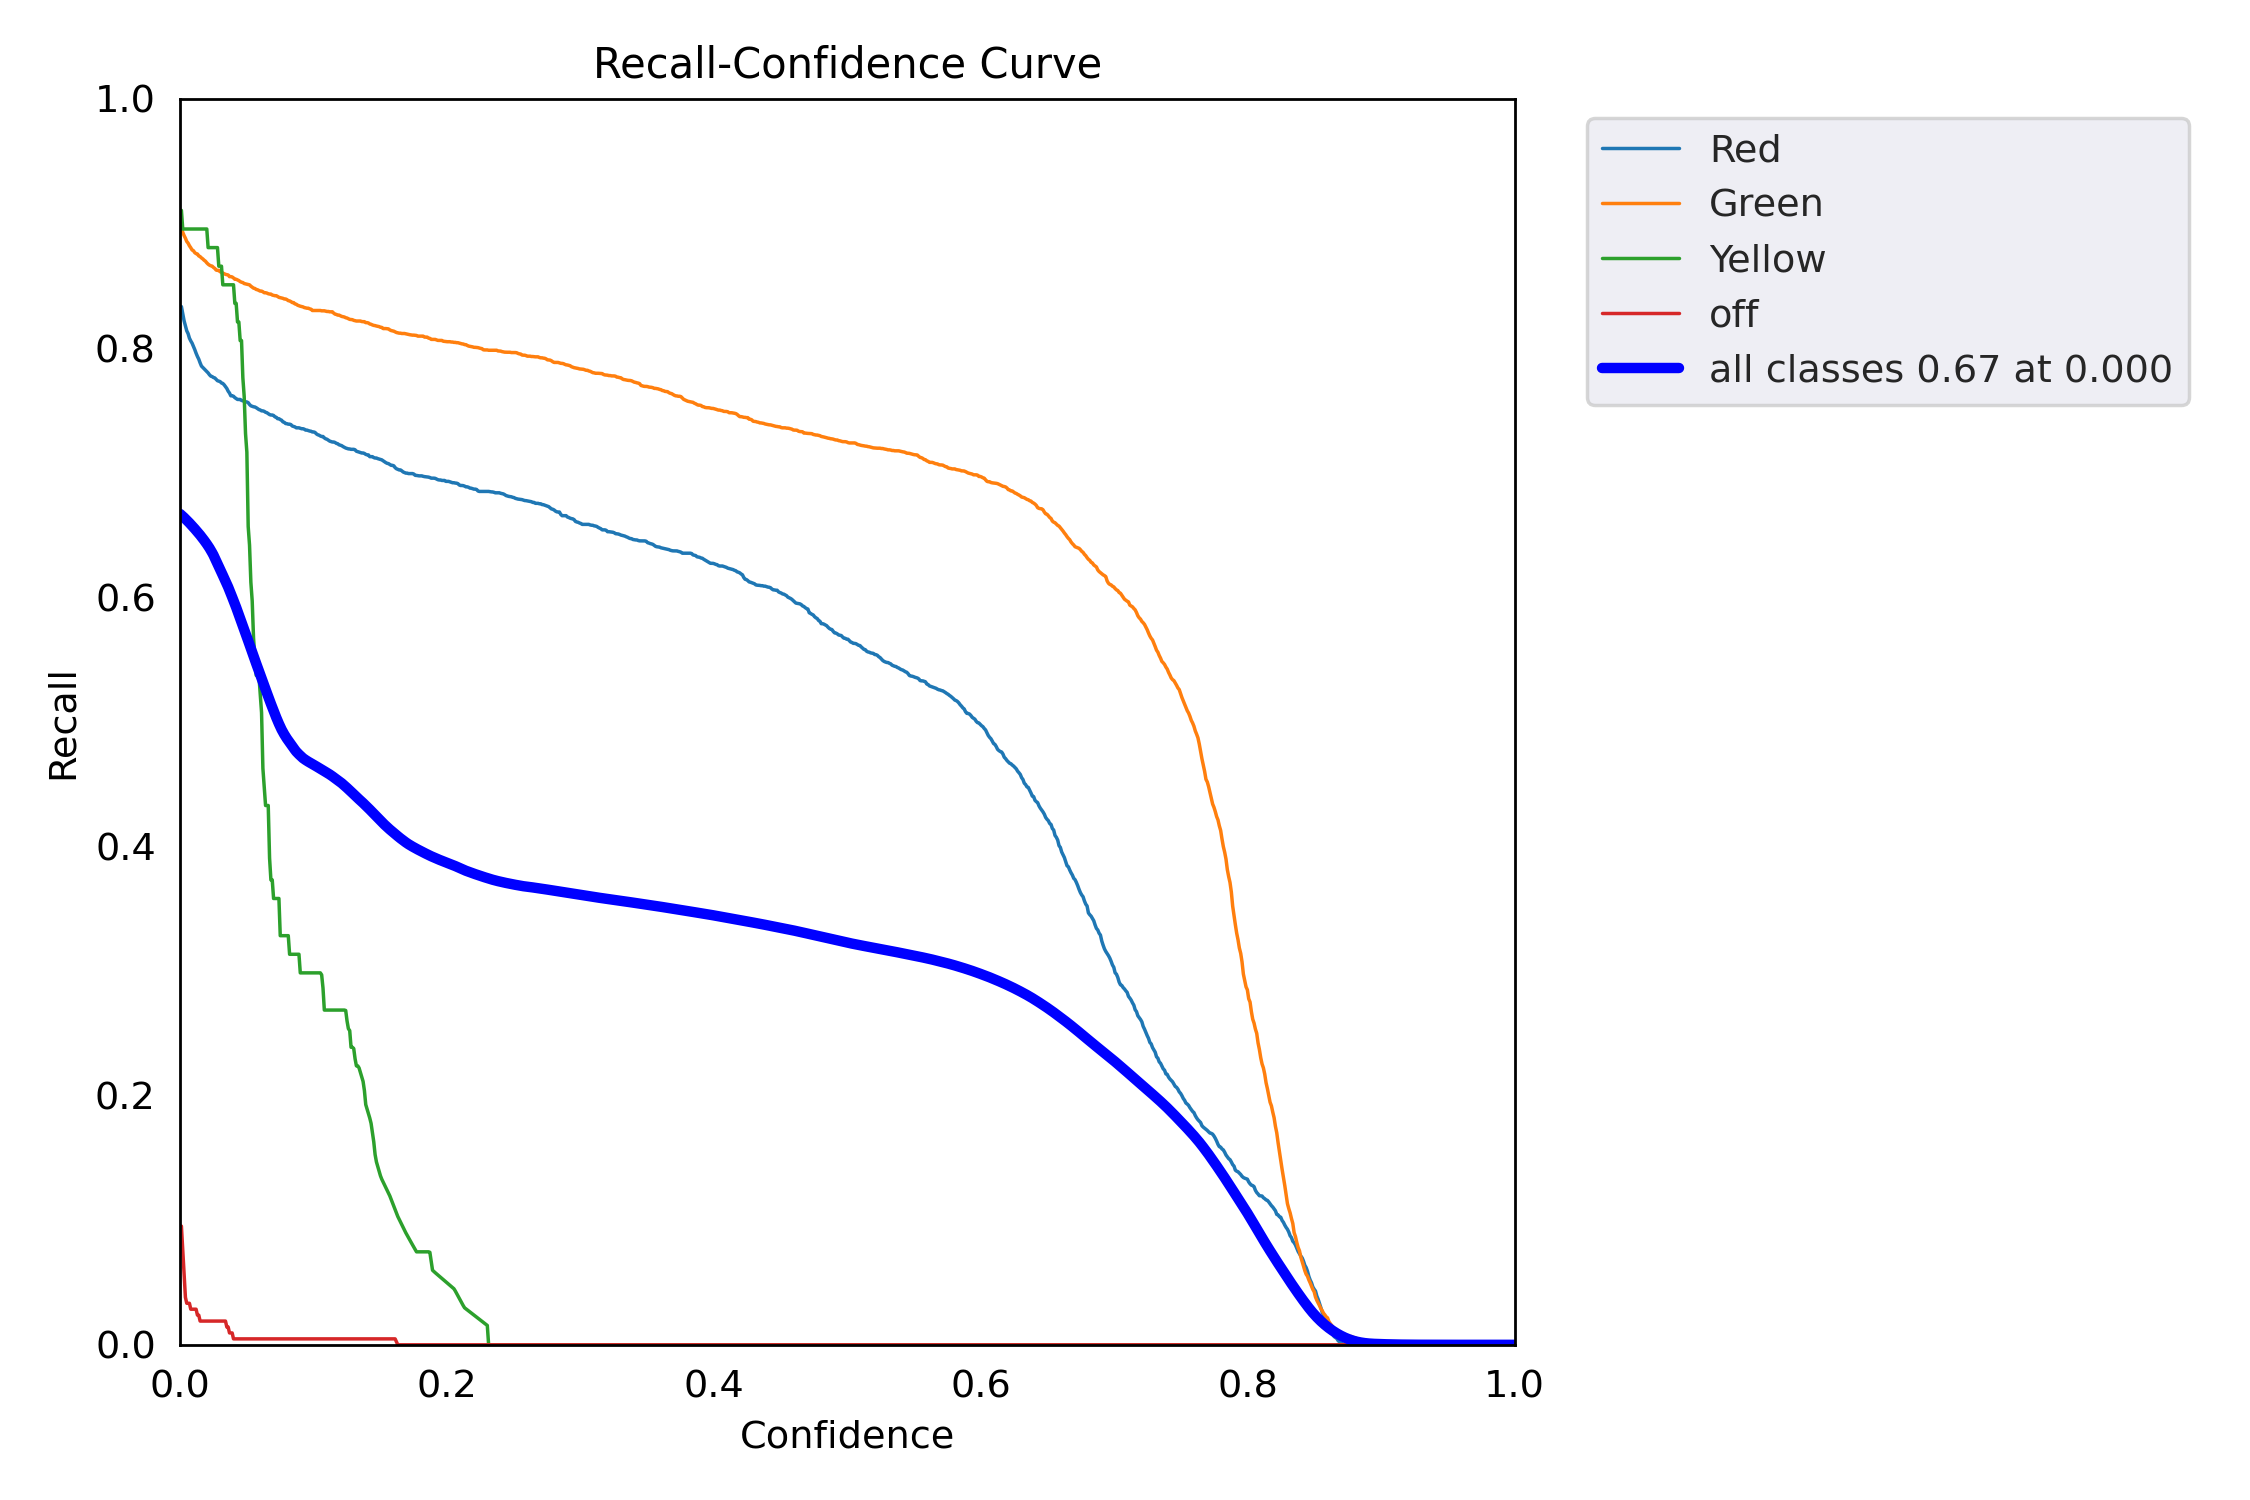 Recall-Confidence Curve
1.0
0.8
0.6
0.4
0.2
0.0
Recall
0.0 0.2 0.4 0.6 0.8 1.0
Confidence
Red
Green
Yellow
off
all classes 0.67 at 0.000